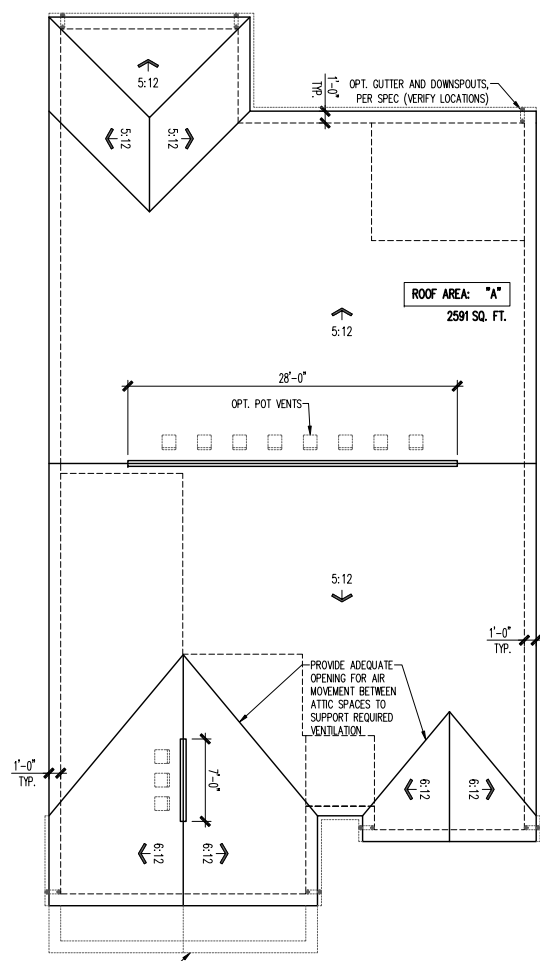 5:12
5:12
5:12
1'-0"
TYP.
OPT. GUTTER AND DOWNSPOUTS,
PER SPEC (VERIFY LOCATIONS)
ROOF AREA: "A"
2591 SQ. FT.
5:12
28'-0"
OPT. POT VENTS
5:12
1'-0"
TYP.
PROVIDE ADEQUATE
OPENING FOR AIR
MOVEMENT BETWEEN
ATTIC SPACES TO
SUPPORT REQUIRED
VENTILATION
1'-0"
TYP.
7'-0"
6:12
6:12
6:12
6:12